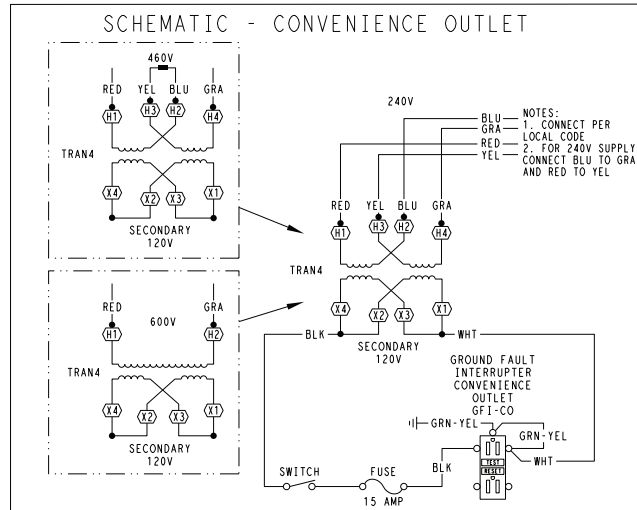 SCHEMATIC - CONVENIENCE OUTLET
460V
RED YEL BLU GRA
H1 H3 H2 H4
TRAN4
X4 X2 X3 X1
SECONDARY
120V
RED GRA
600V
H1 H2
TRAN4
X4 X2 X3 X1
SECONDARY
120V
240V
BLU
GRA
RED
YEL
NOTES:
1. CONNECT PER
LOCAL CODE
2. FOR 240V SUPPLY
CONNECT BLU TO GRA
AND RED TO YEL
RED YEL BLU GRA
H1 H3 H2 H4
TRAN4
X4 X2 X3 X1
BLK WHT
SECONDARY
120V
GROUND FAULT
INTERRUPTER
CONVENIENCE
OUTLET
GFI-CO
GRN-YEL
GRN-YEL
WHT
BLK
TEST
RESET
SWITCH FUSE
15 AMP